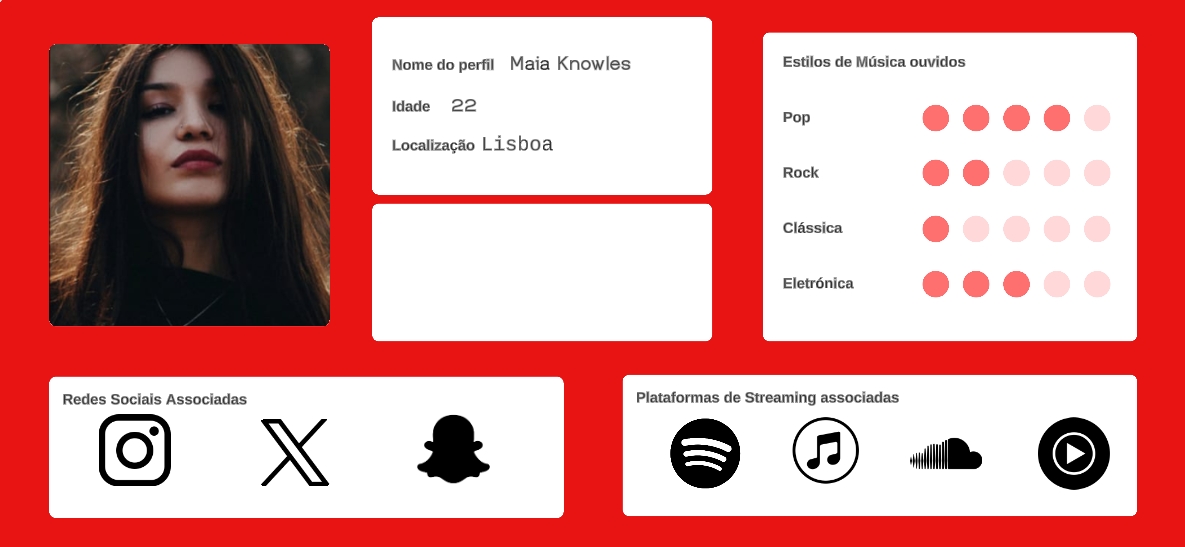 Nome do perfil Maia Knowles
Idade 22
Localização Lisboa
Estilos de Música ouvidos
Pop
Rock
Clássica
Eletrónica
Redes Sociais Associadas
Plataformas de Streaming associadas